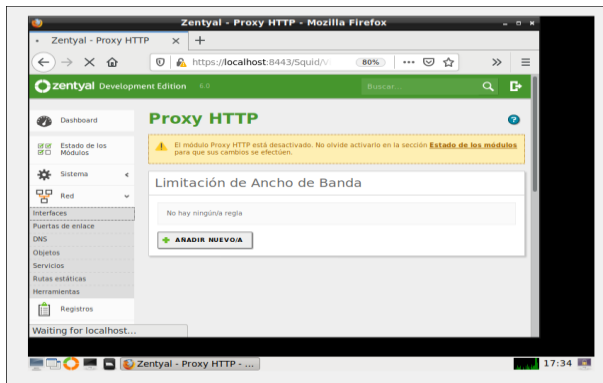 Zentyal - Proxy HTTP - Mozilla Firefox
Zentyal - Proxy HTTP × +
https://localhost:8443/Squid/V 80%
zentyal Development Edition 6.0 Buscar...
Dashboard
Estado de los Módulos
Sistema
Red
Interfaces
Puertas de enlace
DNS
Objetos
Servicios
Rutas estáticas
Herramientas
Registros
Proxy HTTP
El módulo Proxy HTTP está desactivado. No olvide activarlo en la sección Estado de los módulos
para que sus cambios se efectúen.
Limitación de Ancho de Banda
No hay ningún/a regla
AÑADIR NUEVO/A
Waiting for localhost...
Zentyal - Proxy HTTP - ...
17:34